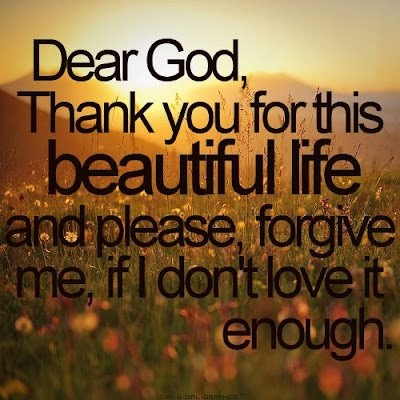 Dear God,
Thank you for this
beautiful life
and please, forgive
me, if I don't love it
enough.